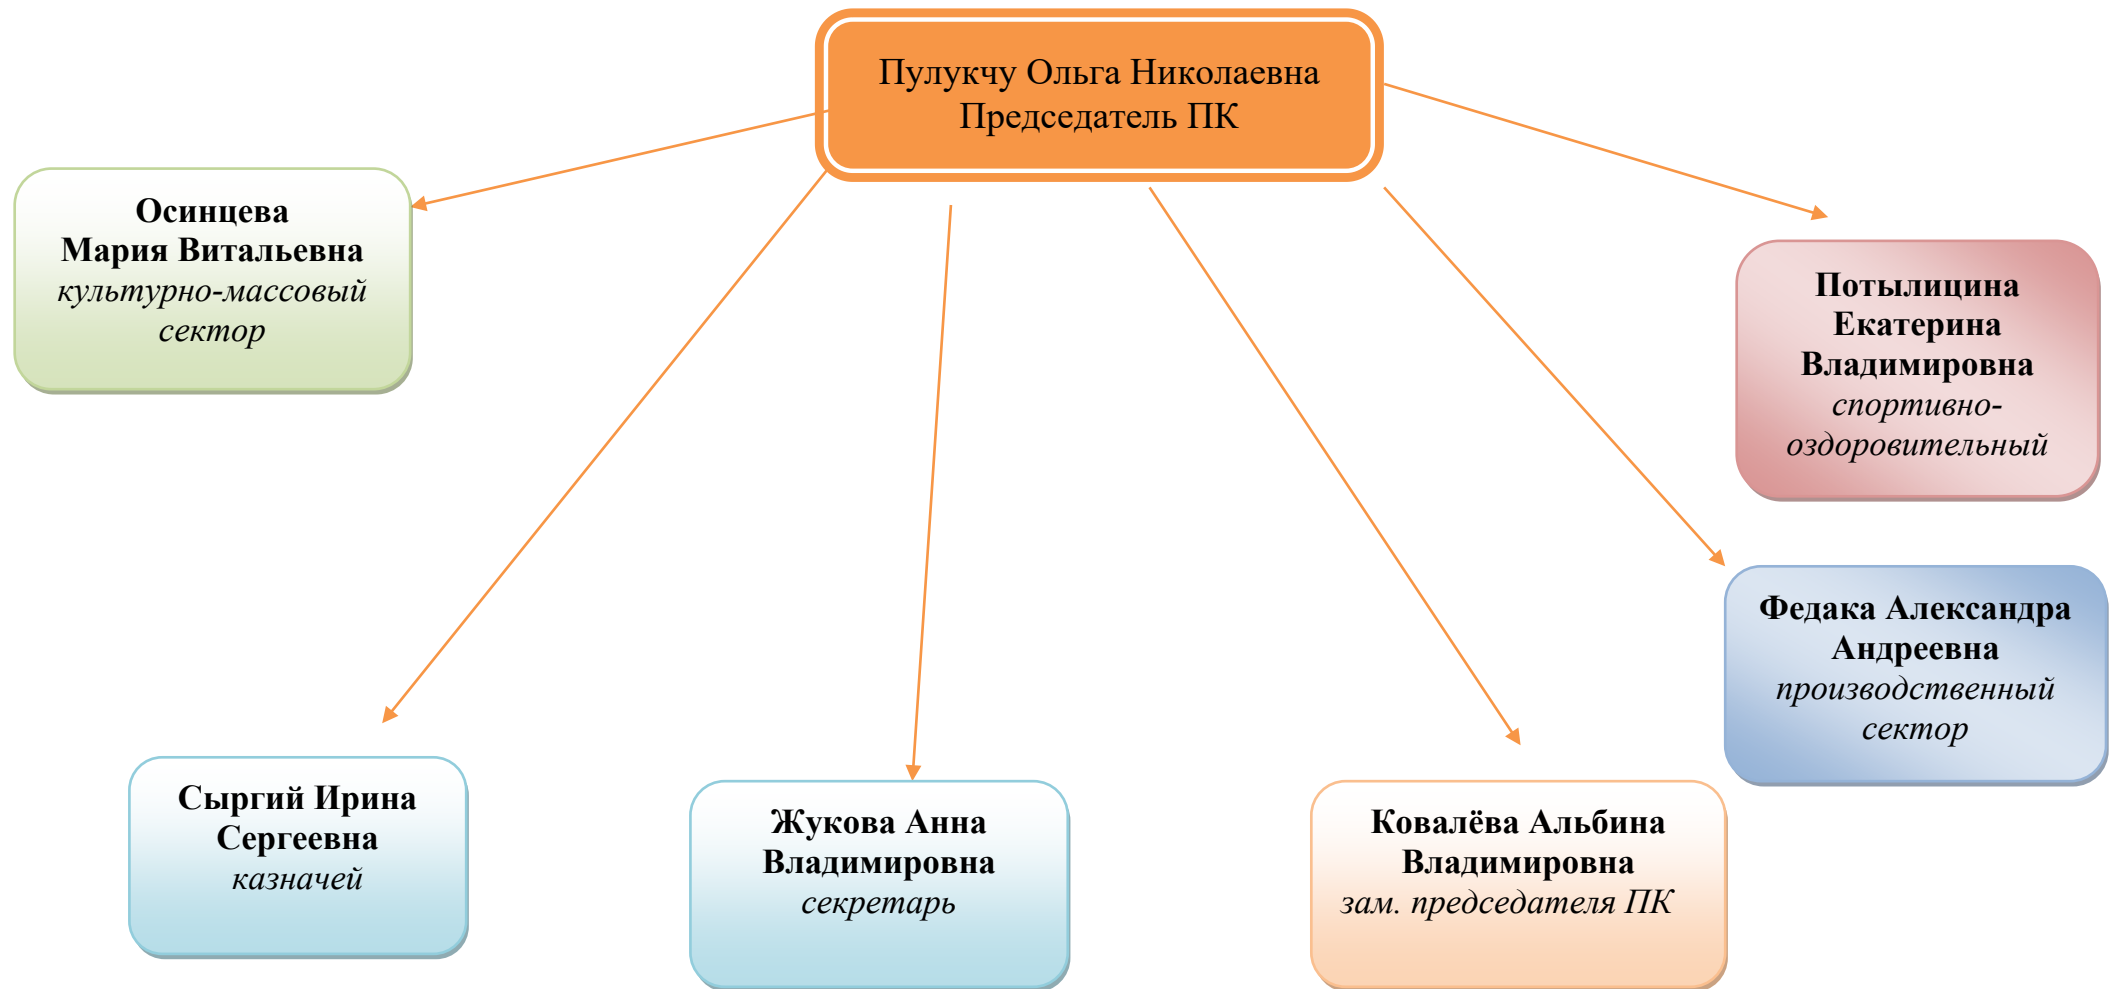 Пулукчу Ольга Николаевна
Председатель ПК
Осинцева
Мария Витальевна
культурно-массовый
сектор
Потылицина
Екатерина
Владимировна
спортивно-
оздоровительный
Федака Александра
Андреевна
производственный
сектор
Сыргий Ирина
Сергеевна
казначей
Жукова Анна
Владимировна
секретарь
Ковалёва Альбина
Владимировна
зам. председателя ПК